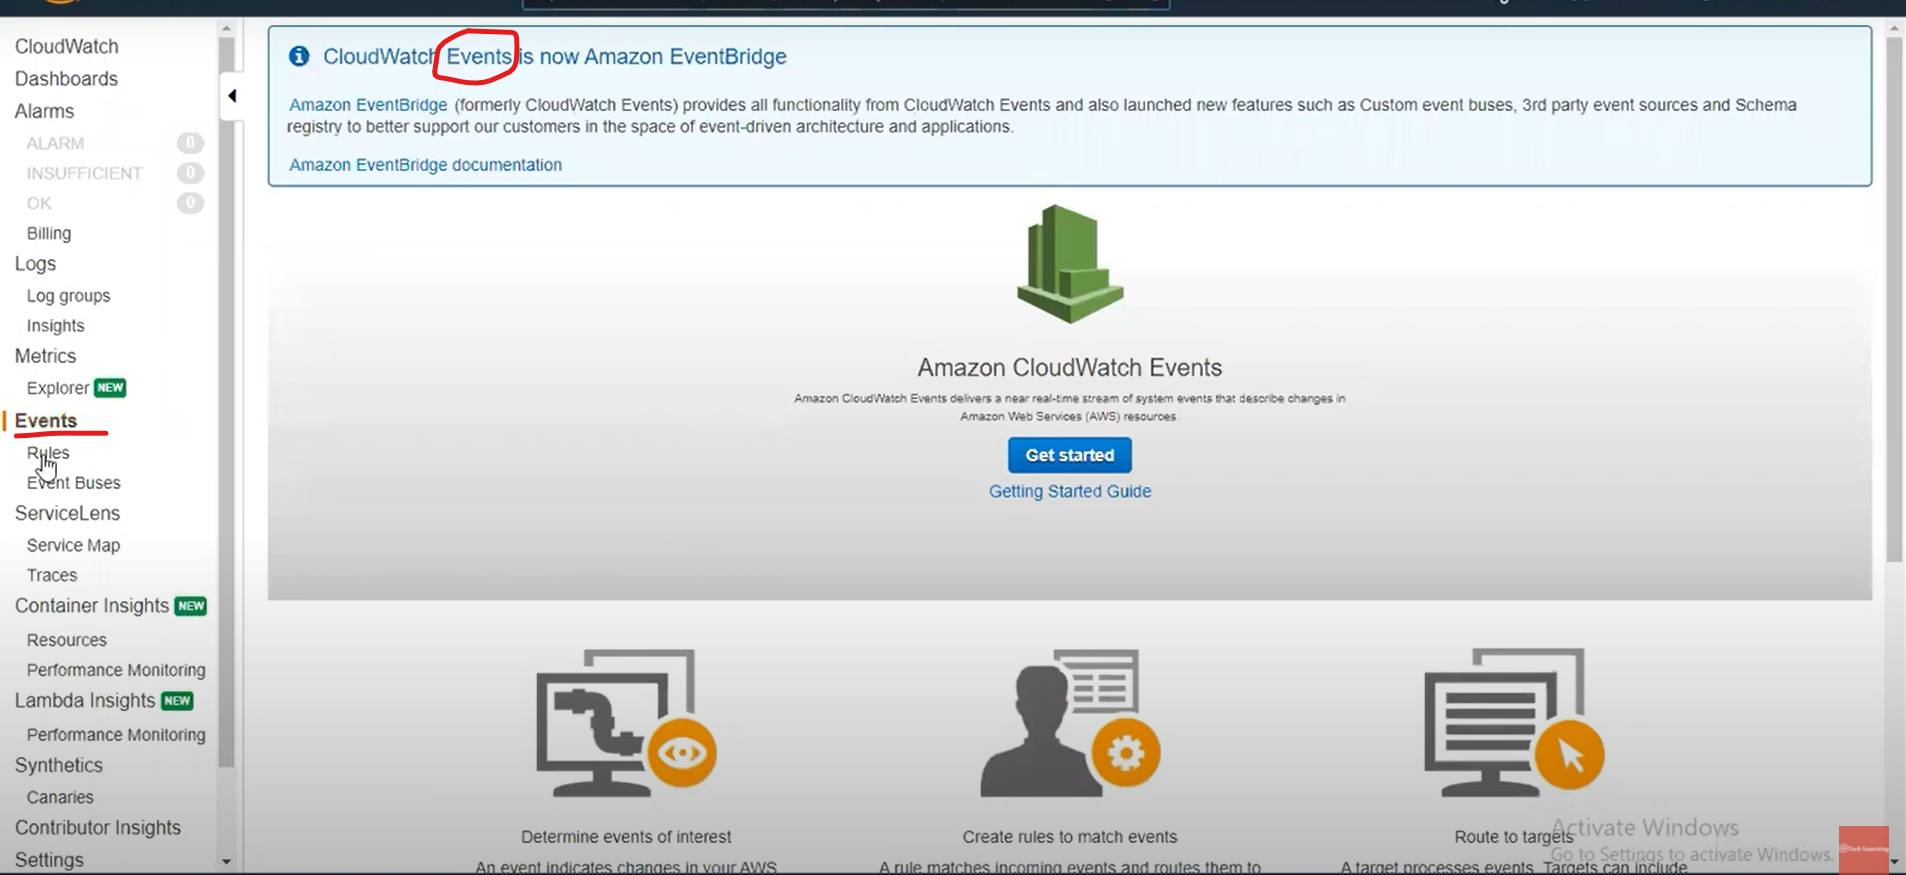 CloudWatch
Dashboards
Alarms
ALARM 0
INSUFFICIENT 0
OK 0
Billing
Logs
Log groups
Insights
Metrics
Explorer NEW
Events
Rules
Event Buses
ServiceLens
Service Map
Traces
Container Insights NEW
Resources
Performance Monitoring
Lambda Insights NEW
Performance Monitoring
Synthetics
Canaries
Contributor Insights
Settings
CloudWatch Events is now Amazon EventBridge
Amazon EventBridge (formerly CloudWatch Events) provides all functionality from CloudWatch Events and also launched new features such as Custom event buses, 3rd party event sources and Schema
registry to better support our customers in the space of event-driven architecture and applications.
Amazon EventBridge documentation
Amazon CloudWatch Events
Amazon CloudWatch Events delivers a near real-time stream of system events that describe changes in
Amazon Web Services (AWS) resources.
Get started
Getting Started Guide
Determine events of interest
An event indicates changes in your AWS
Create rules to match events
A rule matches incoming events and routes them to
Route to targets
A target processes events. Targets can include
Activate Windows
Go to Settings to activate Windows.
Tech Learning